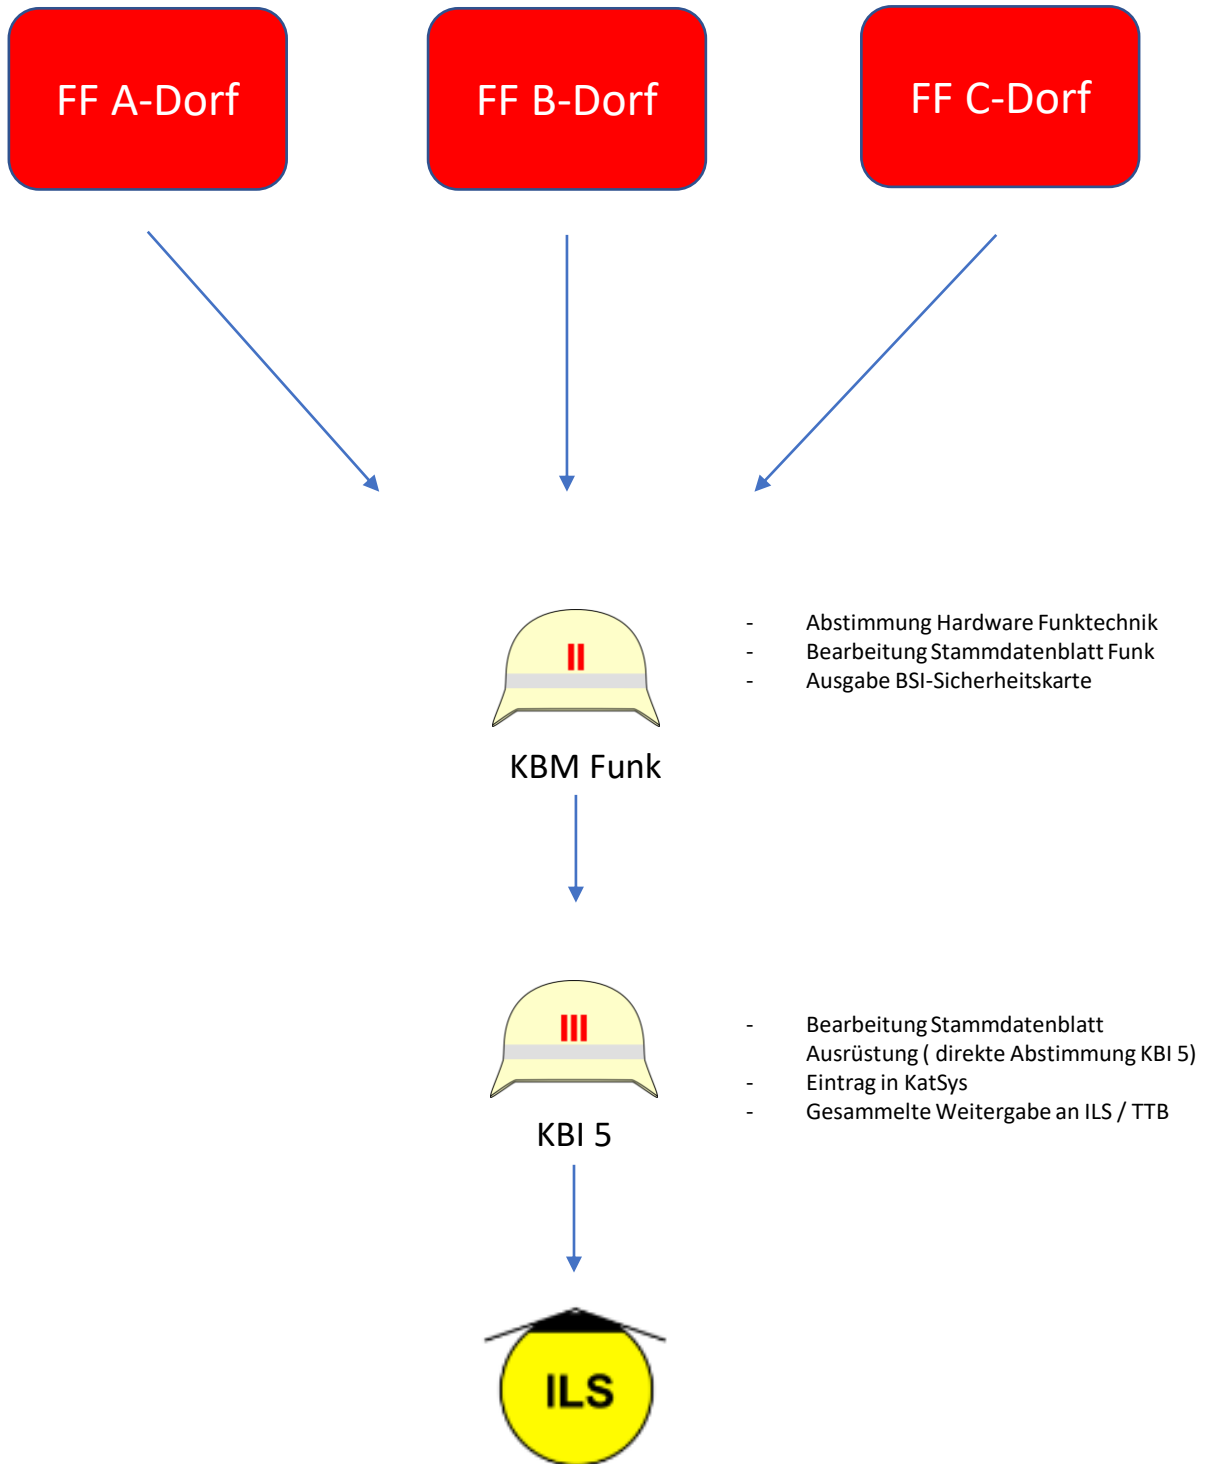 FF A-Dorf
FF B-Dorf
FF C-Dorf
II
- Abstimmung Hardware Funktechnik
- Bearbeitung Stammdatenblatt Funk
- Ausgabe BSI-Sicherheitskarte
KBM Funk
III
- Bearbeitung Stammdatenblatt
Ausrüstung ( direkte Abstimmung KBI 5)
- Eintrag in KatSys
- Gesammelte Weitergabe an ILS / TTB
KBI 5
ILS